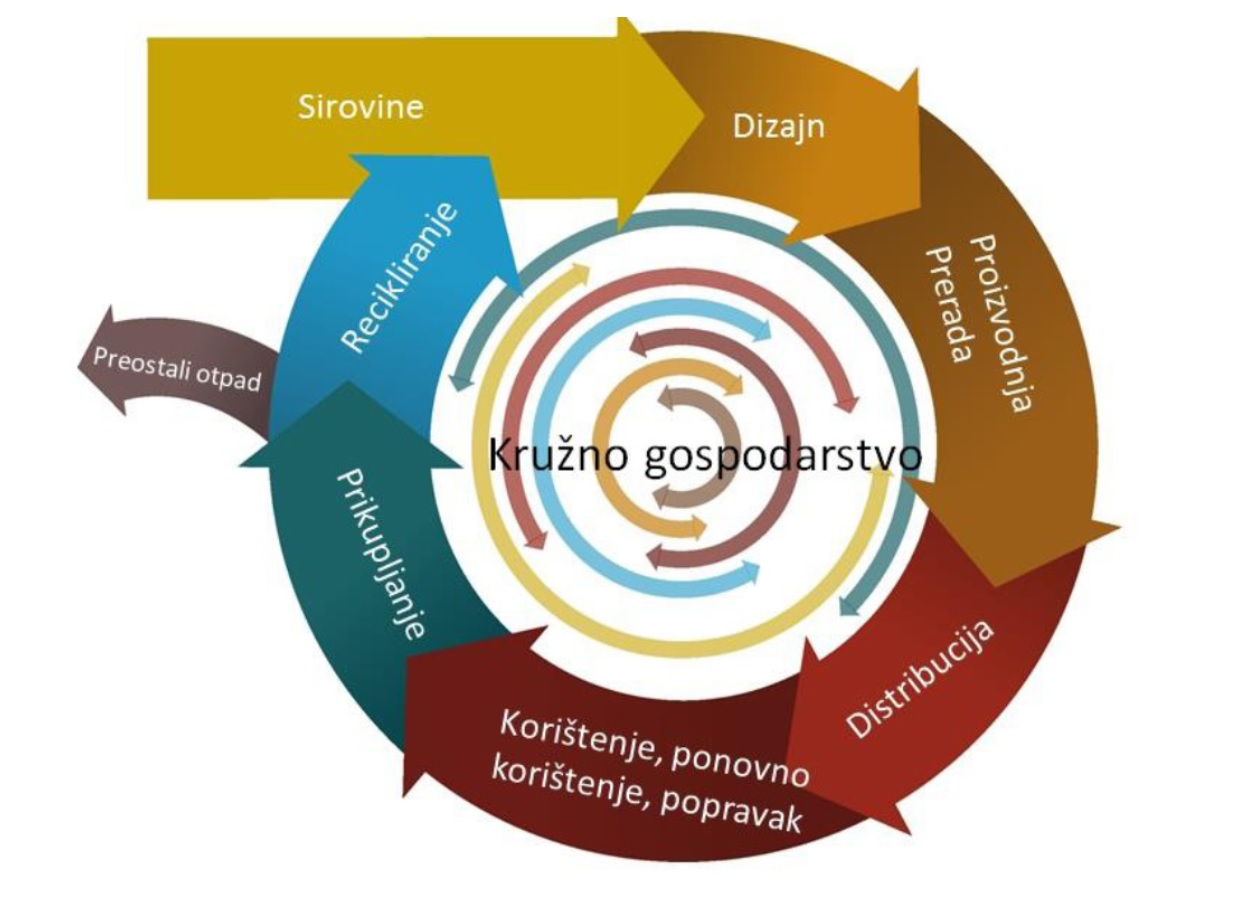 Sirovine
Dizajn
Proizvodnja
Prerada
Distribucija
Korištenje, ponovno
korištenje, popravak
Prikupljanje
Recikliranje
Preostali otpad
Kružno gospodarstvo